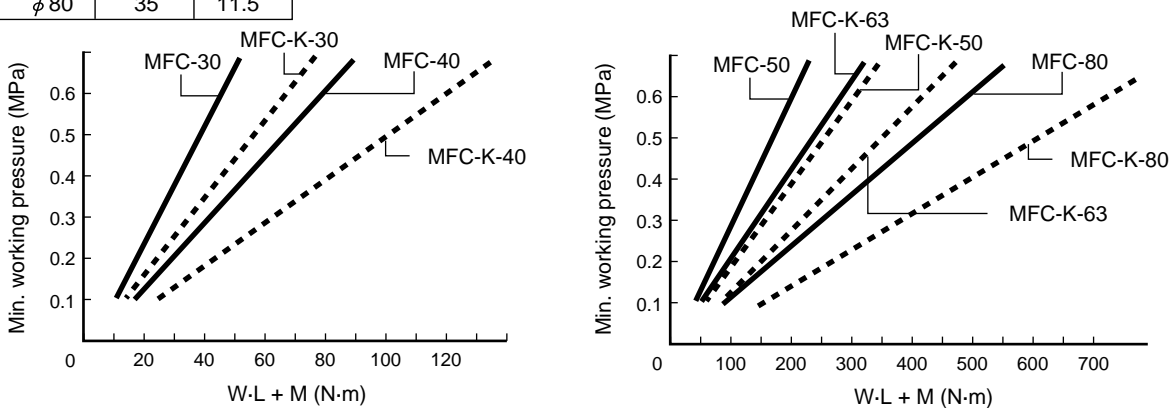 φ80 35 11.5
Min. working pressure (MPa)
0.6
0.5
0.4
0.3
0.2
0.1
0 20 40 60 80 100 120
W·L + M (N·m)
MFC-30
MFC-K-30
MFC-40
MFC-K-40
Min. working pressure (MPa)
0.6
0.5
0.4
0.3
0.2
0.1
0 100 200 300 400 500 600 700
W·L + M (N·m)
MFC-50
MFC-K-63
MFC-K-50
MFC-80
MFC-K-80
MFC-K-63